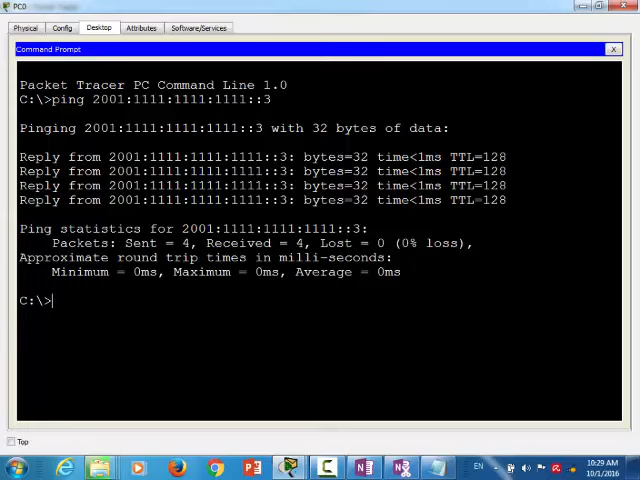 PC0
Physical Config Desktop Attributes Software/Services
Command Prompt X
Packet Tracer PC Command Line 1.0
C:\>ping 2001:1111:1111:1111::3
Pinging 2001:1111:1111:1111::3 with 32 bytes of data:
Reply from 2001:1111:1111:1111::3: bytes=32 time<1ms TTL=128
Reply from 2001:1111:1111:1111::3: bytes=32 time<1ms TTL=128
Reply from 2001:1111:1111:1111::3: bytes=32 time<1ms TTL=128
Reply from 2001:1111:1111:1111::3: bytes=32 time<1ms TTL=128
Ping statistics for 2001:1111:1111:1111::3:
Packets: Sent = 4, Received = 4, Lost = 0 (0% loss),
Approximate round trip times in milli-seconds:
Minimum = 0ms, Maximum = 0ms, Average = 0ms
C:\>
Top
EN 10:29 AM
10/1/2016